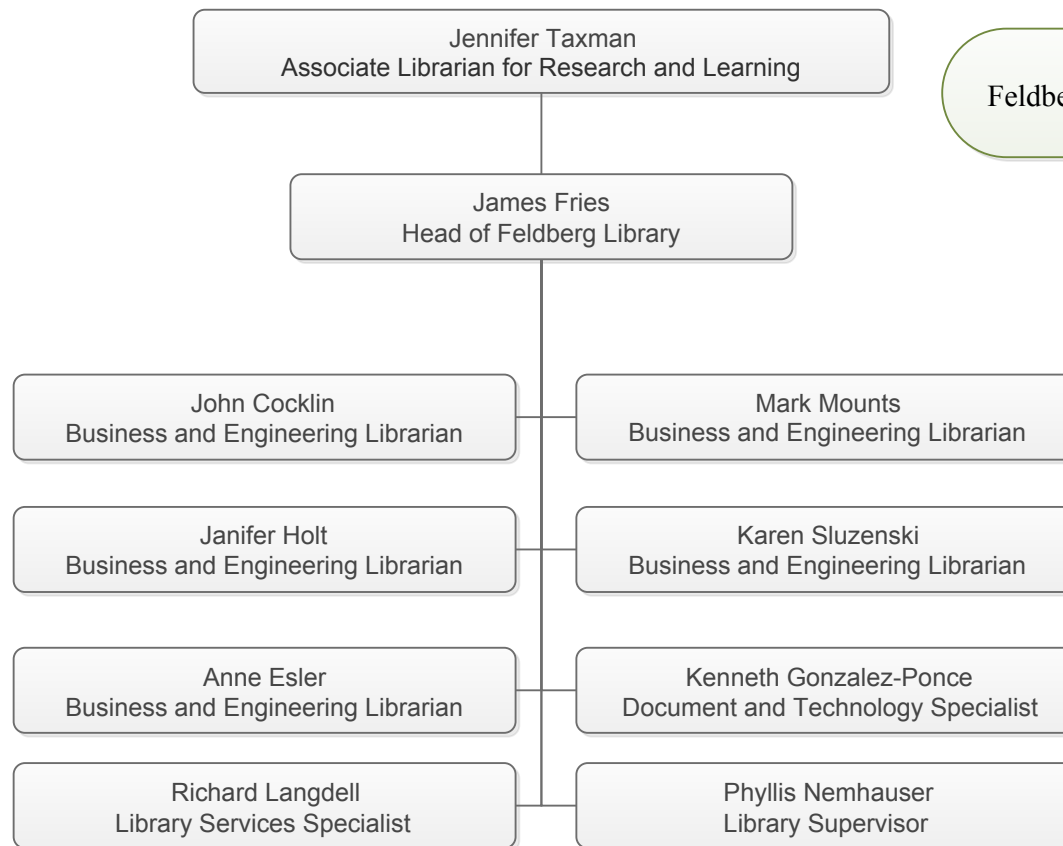 Jennifer Taxman
Associate Librarian for Research and Learning
James Fries
Head of Feldberg Library
John Cocklin
Business and Engineering Librarian
Mark Mounts
Business and Engineering Librarian
Janifer Holt
Business and Engineering Librarian
Karen Sluzenski
Business and Engineering Librarian
Anne Esler
Business and Engineering Librarian
Kenneth Gonzalez-Ponce
Document and Technology Specialist
Richard Langdell
Library Services Specialist
Phyllis Nemhauser
Library Supervisor